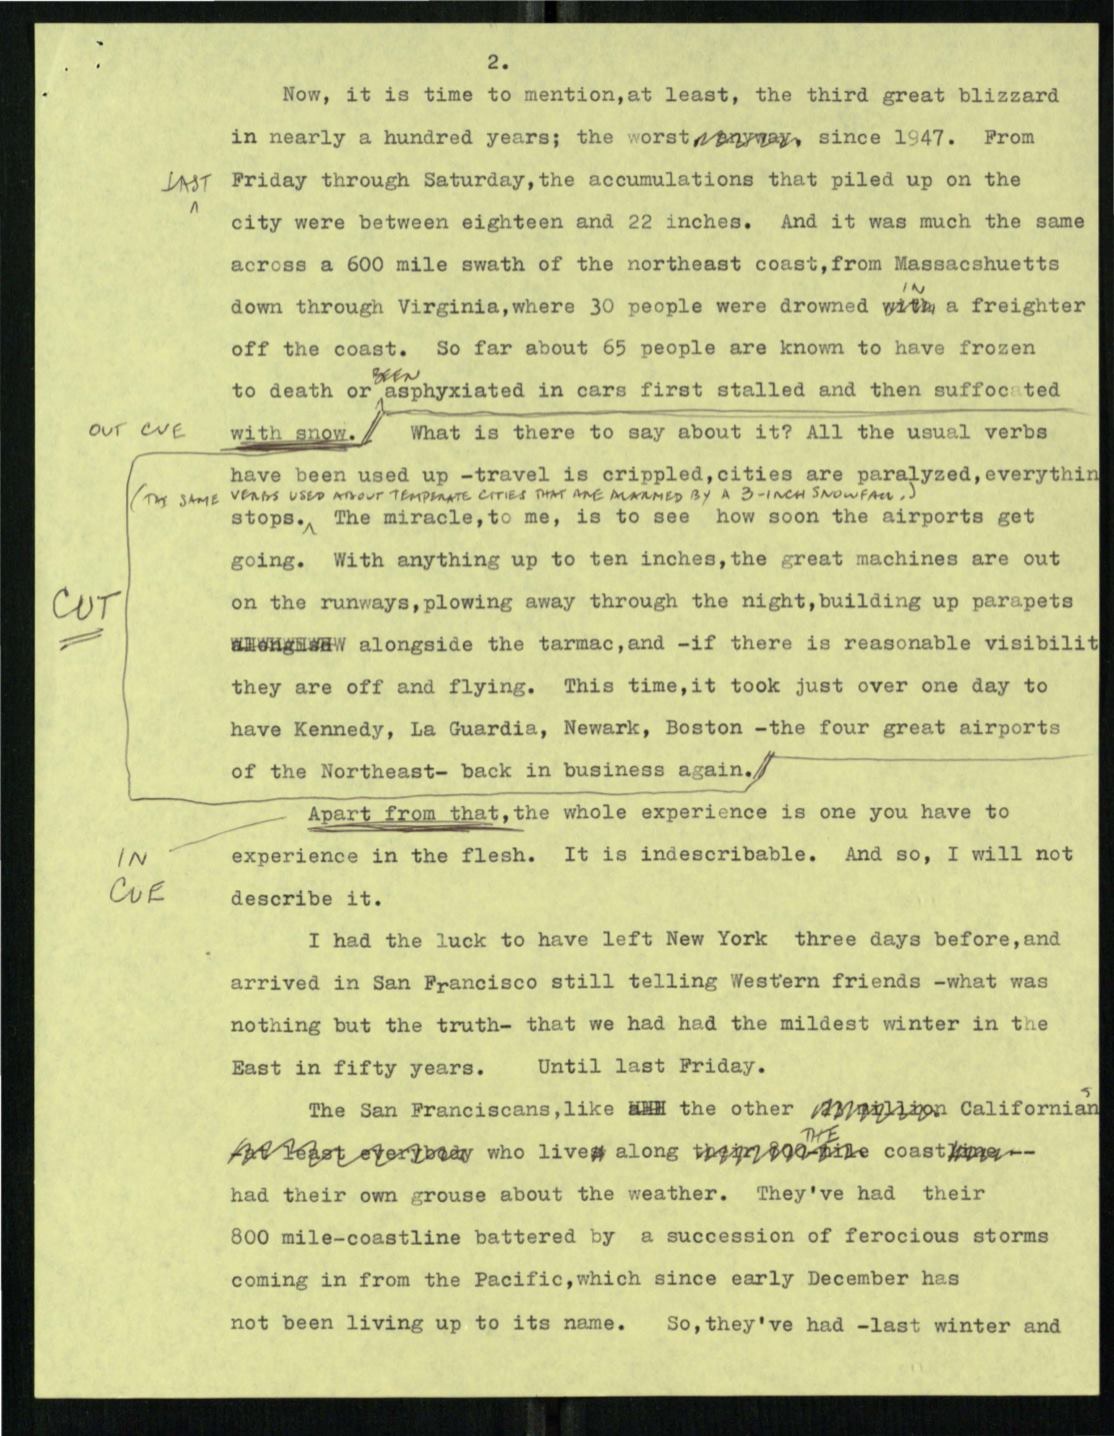 2.
Now, it is time to mention,at least, the third great blizzard
in nearly a hundred years; the worst, anyway, since 1947. From
LAST Friday through Saturday,the accumulations that piled up on the
city were between eighteen and 22 inches. And it was much the same
across a 600 mile swath of the northeast coast,from Massacshuetts
IN
down through Virginia,where 30 people were drowned with a freighter
off the coast. So far about 65 people are known to have frozen
BEEN
to death or asphyxiated in cars first stalled and then suffocated
OUT CUE with snow. What is there to say about it? All the usual verbs
have been used up -travel is crippled,cities are paralyzed,everythin
(THE SAME VERBS USED ABOUT TEMPERATE CITIES THAT ARE ALARMED BY A 3-INCH SNOWFALL.)
stops. The miracle,to me, is to see how soon the airports get
going. With anything up to ten inches,the great machines are out
CUT on the runways,plowing away through the night,building up parapets
alongside the tarmac,and -if there is reasonable visibilit
they are off and flying. This time,it took just over one day to
have Kennedy, La Guardia, Newark, Boston -the four great airports
of the Northeast- back in business again.
Apart from that,the whole experience is one you have to
IN CUE experience in the flesh. It is indescribable. And so, I will not
describe it.
I had the luck to have left New York three days before,and
arrived in San Francisco still telling Western friends -what was
nothing but the truth- that we had had the mildest winter in the
East in fifty years. Until last Friday.
The San Franciscans,like the other million Californians
THE
at least everybody who lives along their 800-mile coastline--
had their own grouse about the weather. They've had their
800 mile-coastline battered by a succession of ferocious storms
coming in from the Pacific,which since early December has
not been living up to its name. So,they've had -last winter and